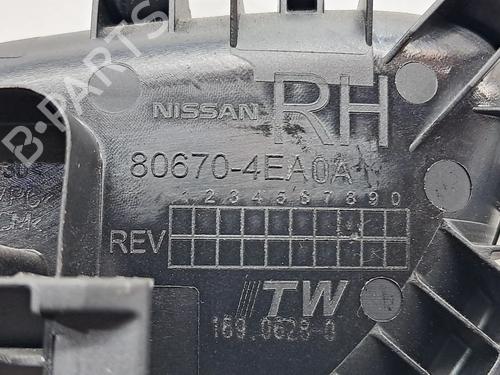 B-PARTS
NISSAN RH
80670-4EA0A
1 2 3 4 5 6 7 8 9 0
REV
TW
169.0628-0